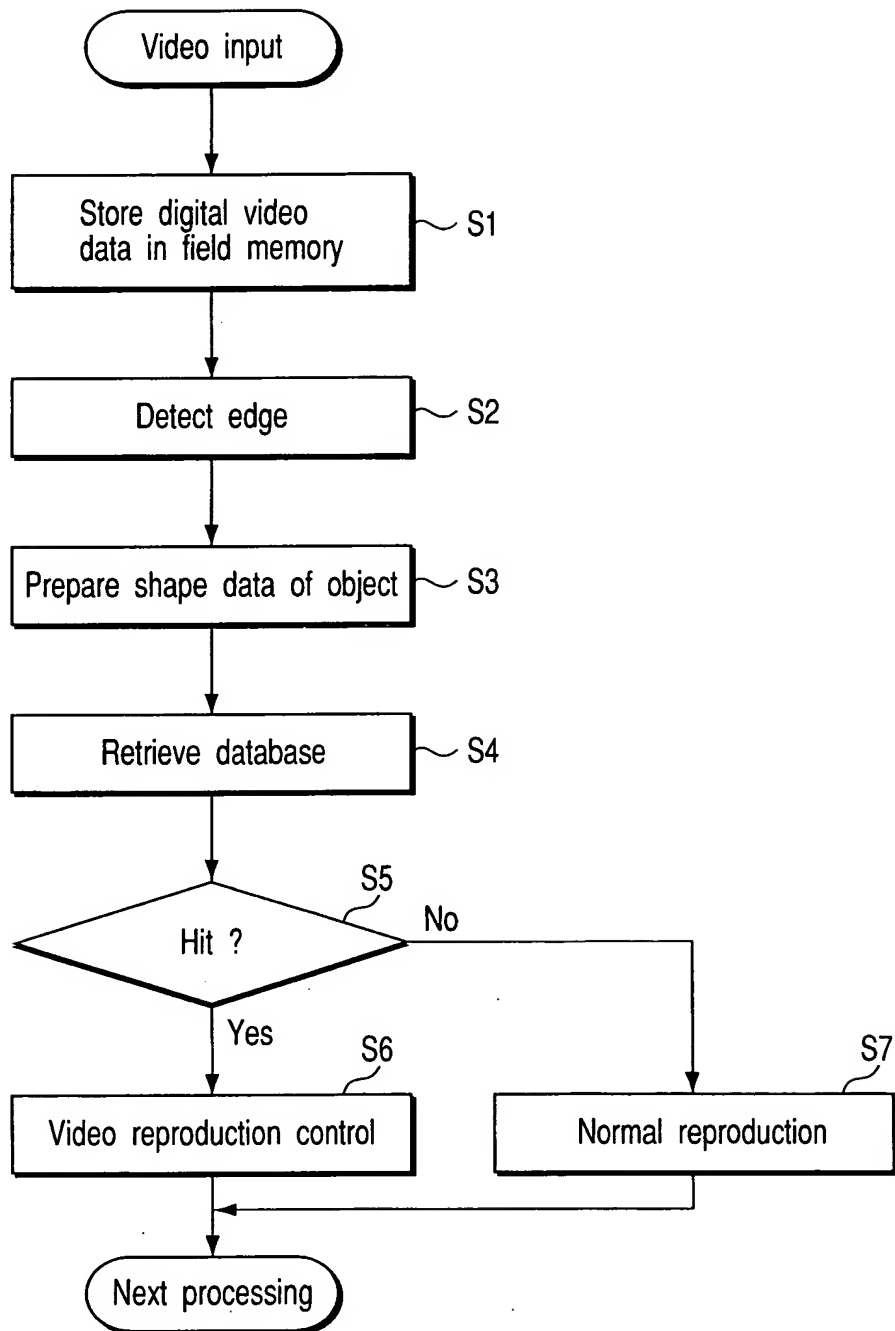 Video input
Store digital video
data in field memory
S1
Detect edge
S2
Prepare shape data of object
S3
Retrieve database
S4
S5
Hit ?
No
Yes
S6
Video reproduction control
S7
Normal reproduction
Next processing